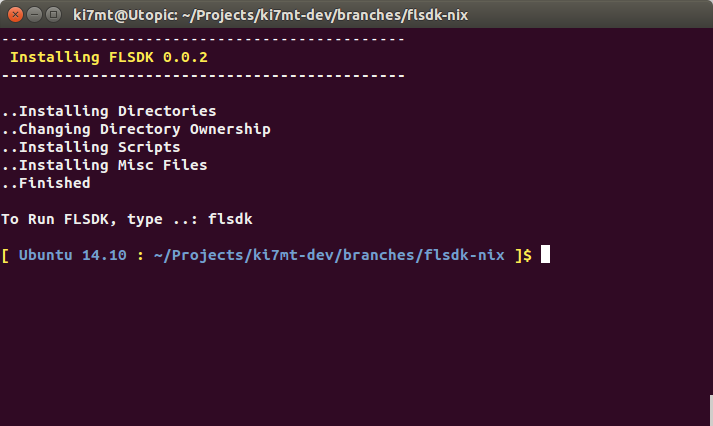 ki7mt@Utopic: ~/Projects/ki7mt-dev/branches/flsdk-nix
---------------------------------------------
Installing FLSDK 0.0.2
---------------------------------------------
..Installing Directories
..Changing Directory Ownership
..Installing Scripts
..Installing Misc Files
..Finished
To Run FLSDK, type ..: flsdk
[ Ubuntu 14.10 : ~/Projects/ki7mt-dev/branches/flsdk-nix ]$